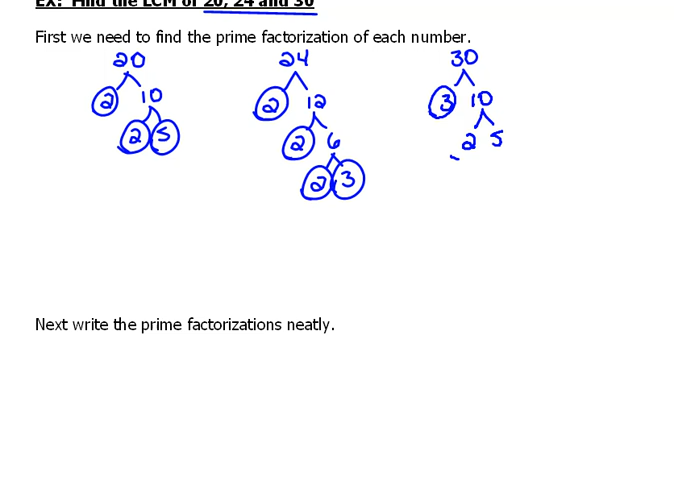 EX: Find the LCM of 20, 24 and 30
First we need to find the prime factorization of each number.
20 24 30
2 10 2 12 3 10
2 5 2 6 2 5
2 3
Next write the prime factorizations neatly.